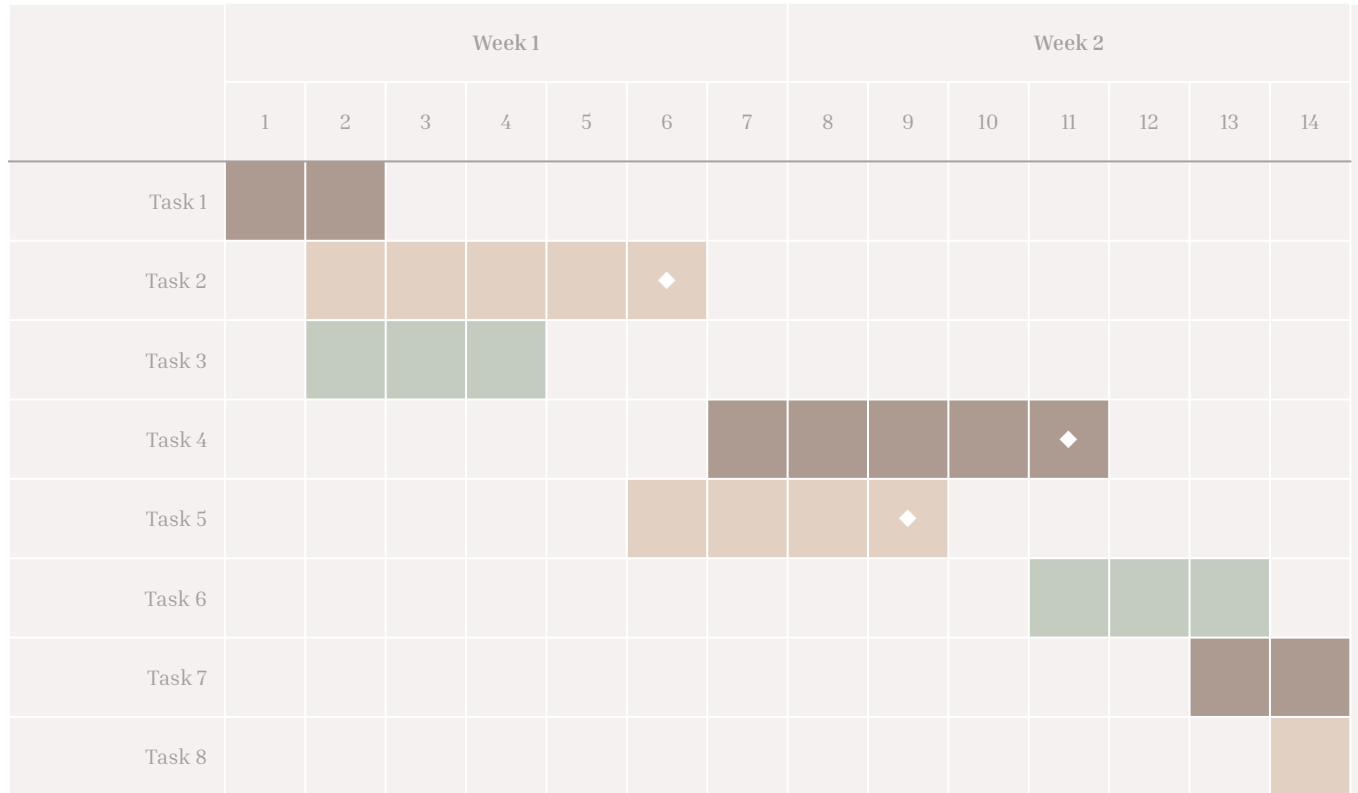 Week 1 Week 2
1 2 3 4 5 6 7 8 9 10 11 12 13 14
Task 1
Task 2
Task 3
Task 4
Task 5
Task 6
Task 7
Task 8